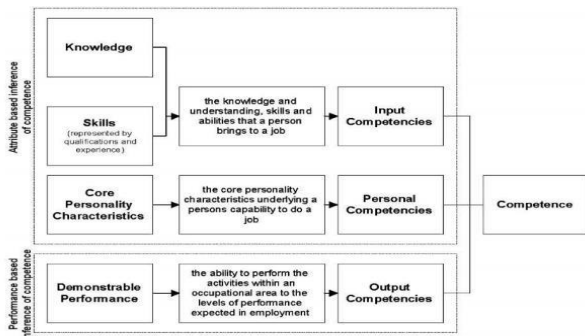 Attribute based inference
of competence
Knowledge
Skills
(represented by
qualifications and
experience)
the knowledge and
understanding, skills and
abilities that a person
brings to a job
Input
Competencies
Core
Personality
Characteristics
the core personality
characteristics underlying a
persons capability to do a
job
Personal
Competencies
Competence
Performance based
inference of competence
Demonstrable
Performance
the ability to perform the
activities within an
occupational area to the
levels of performance
expected in employment
Output
Competencies